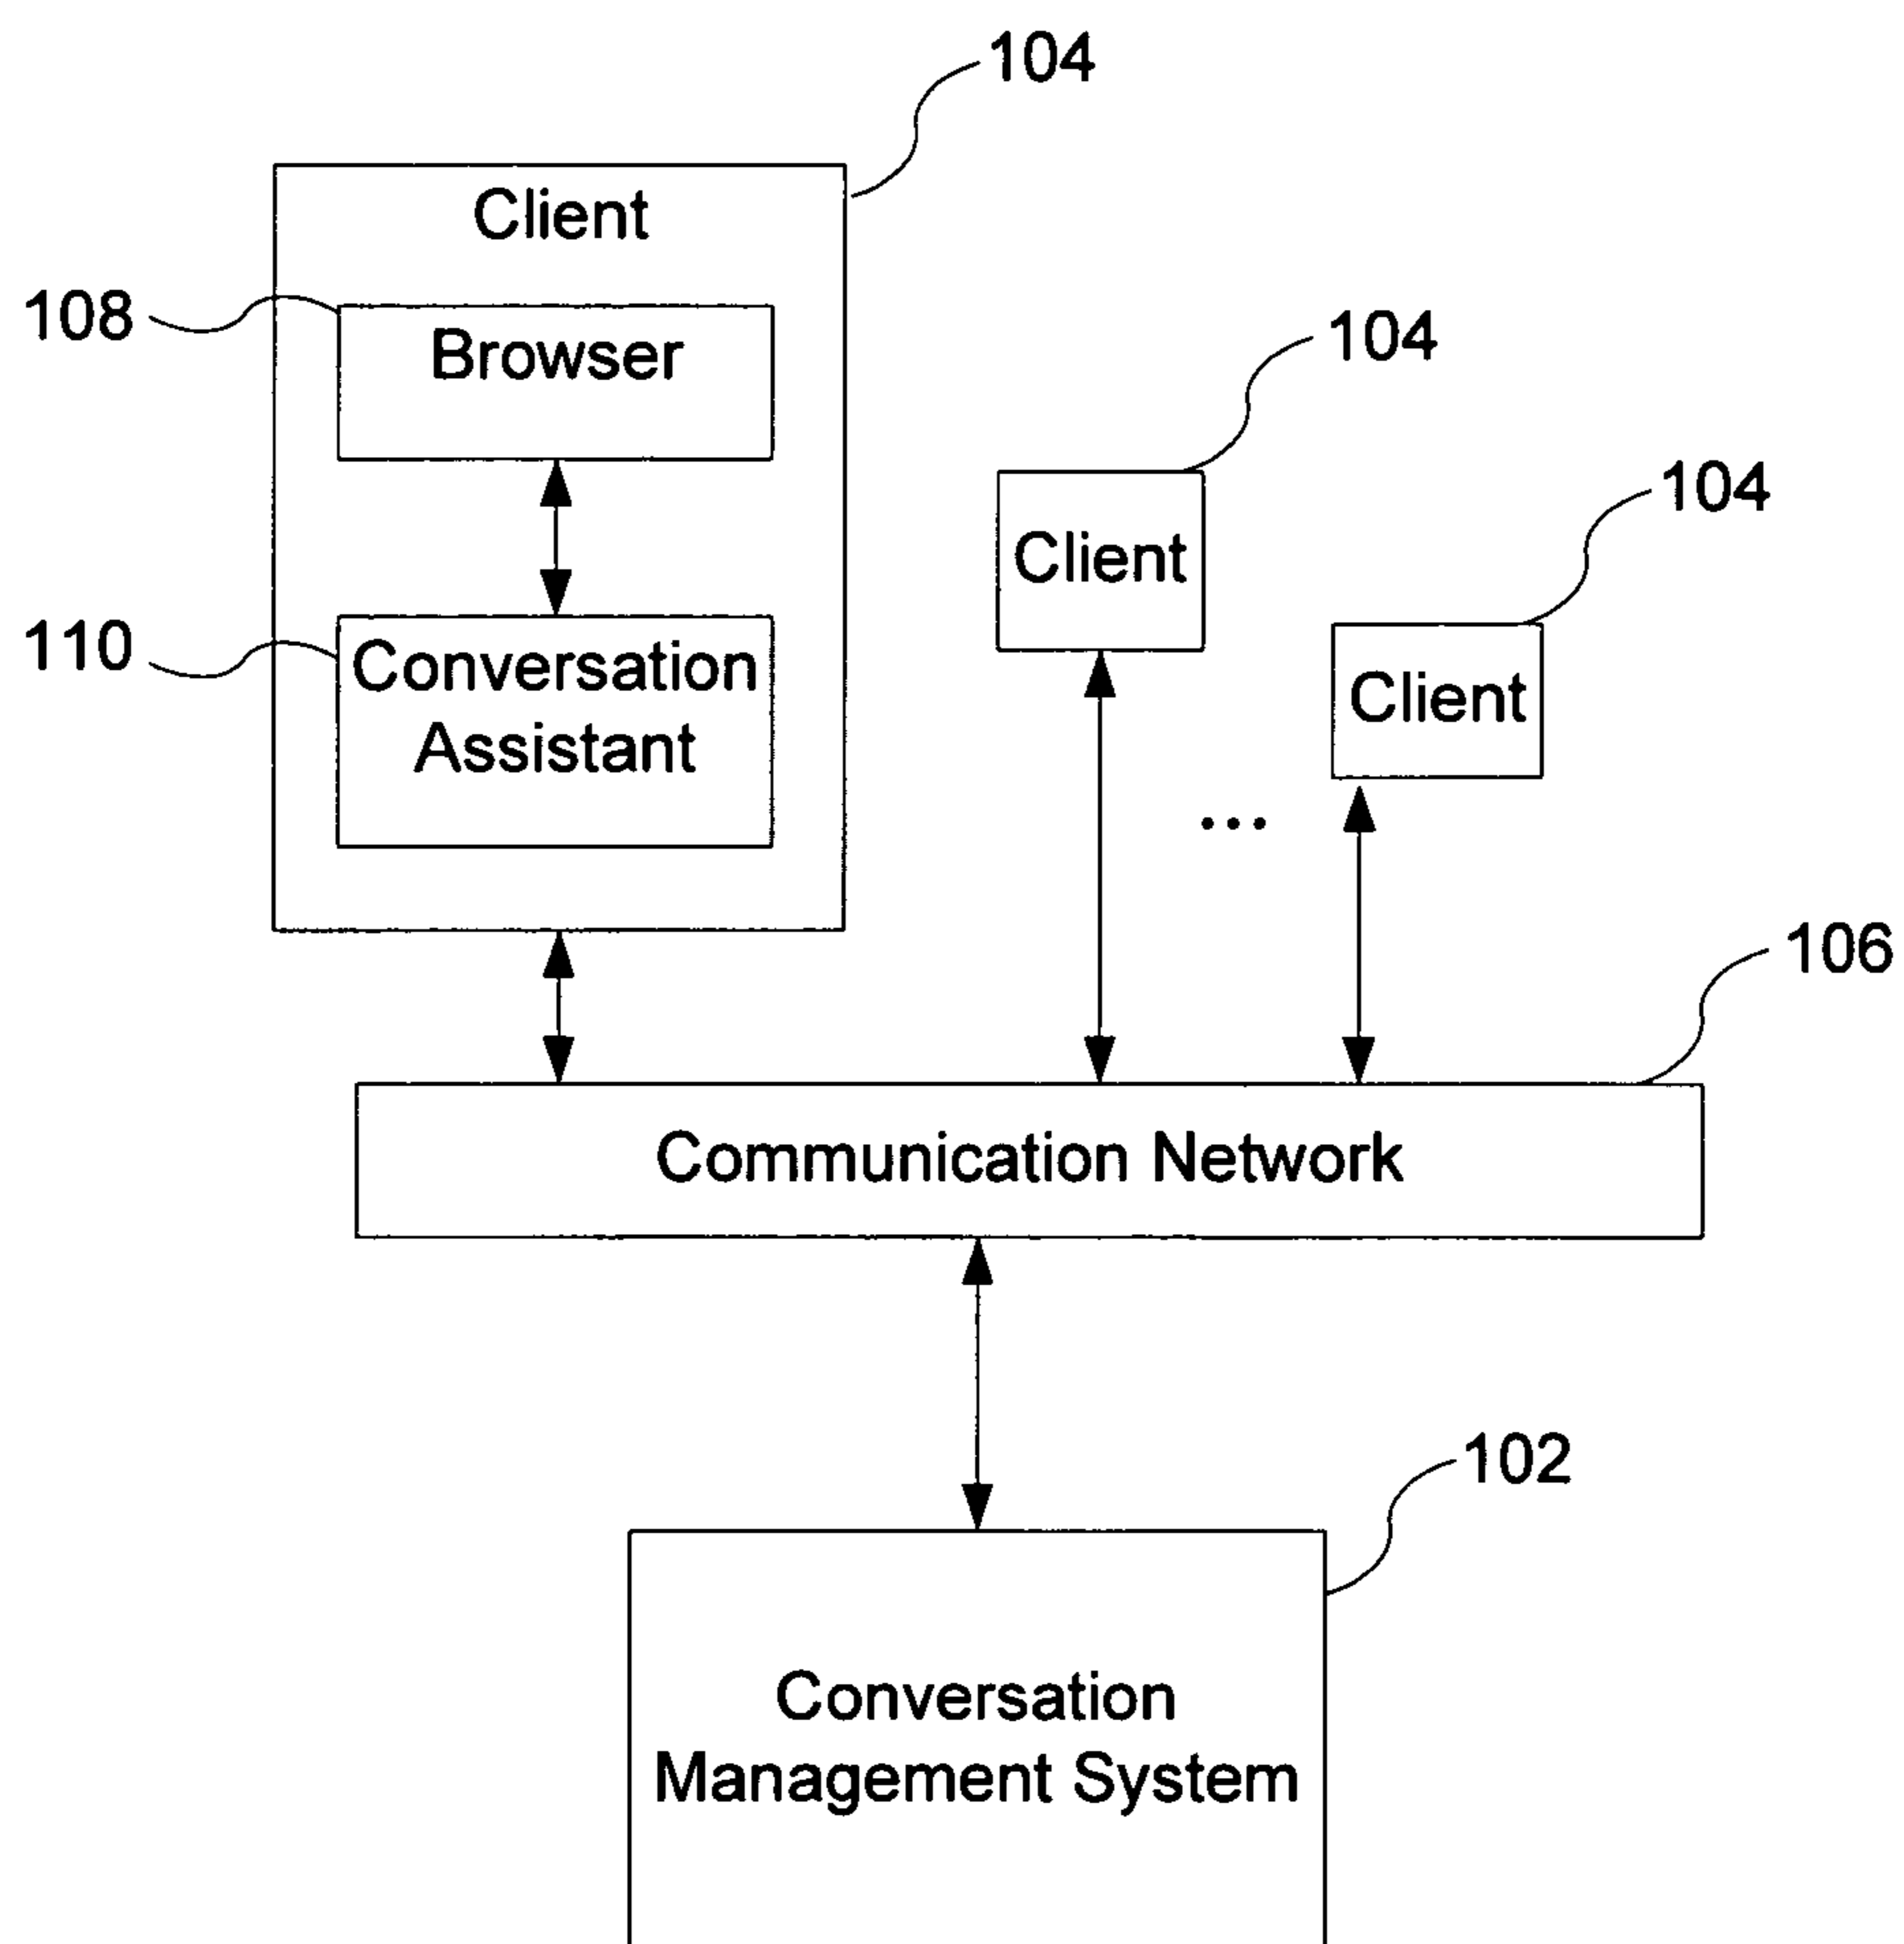 104
Client
108
Browser
104
104
Client
110
Conversation
Assistant
Client
...
106
Communication Network
102
Conversation
Management System